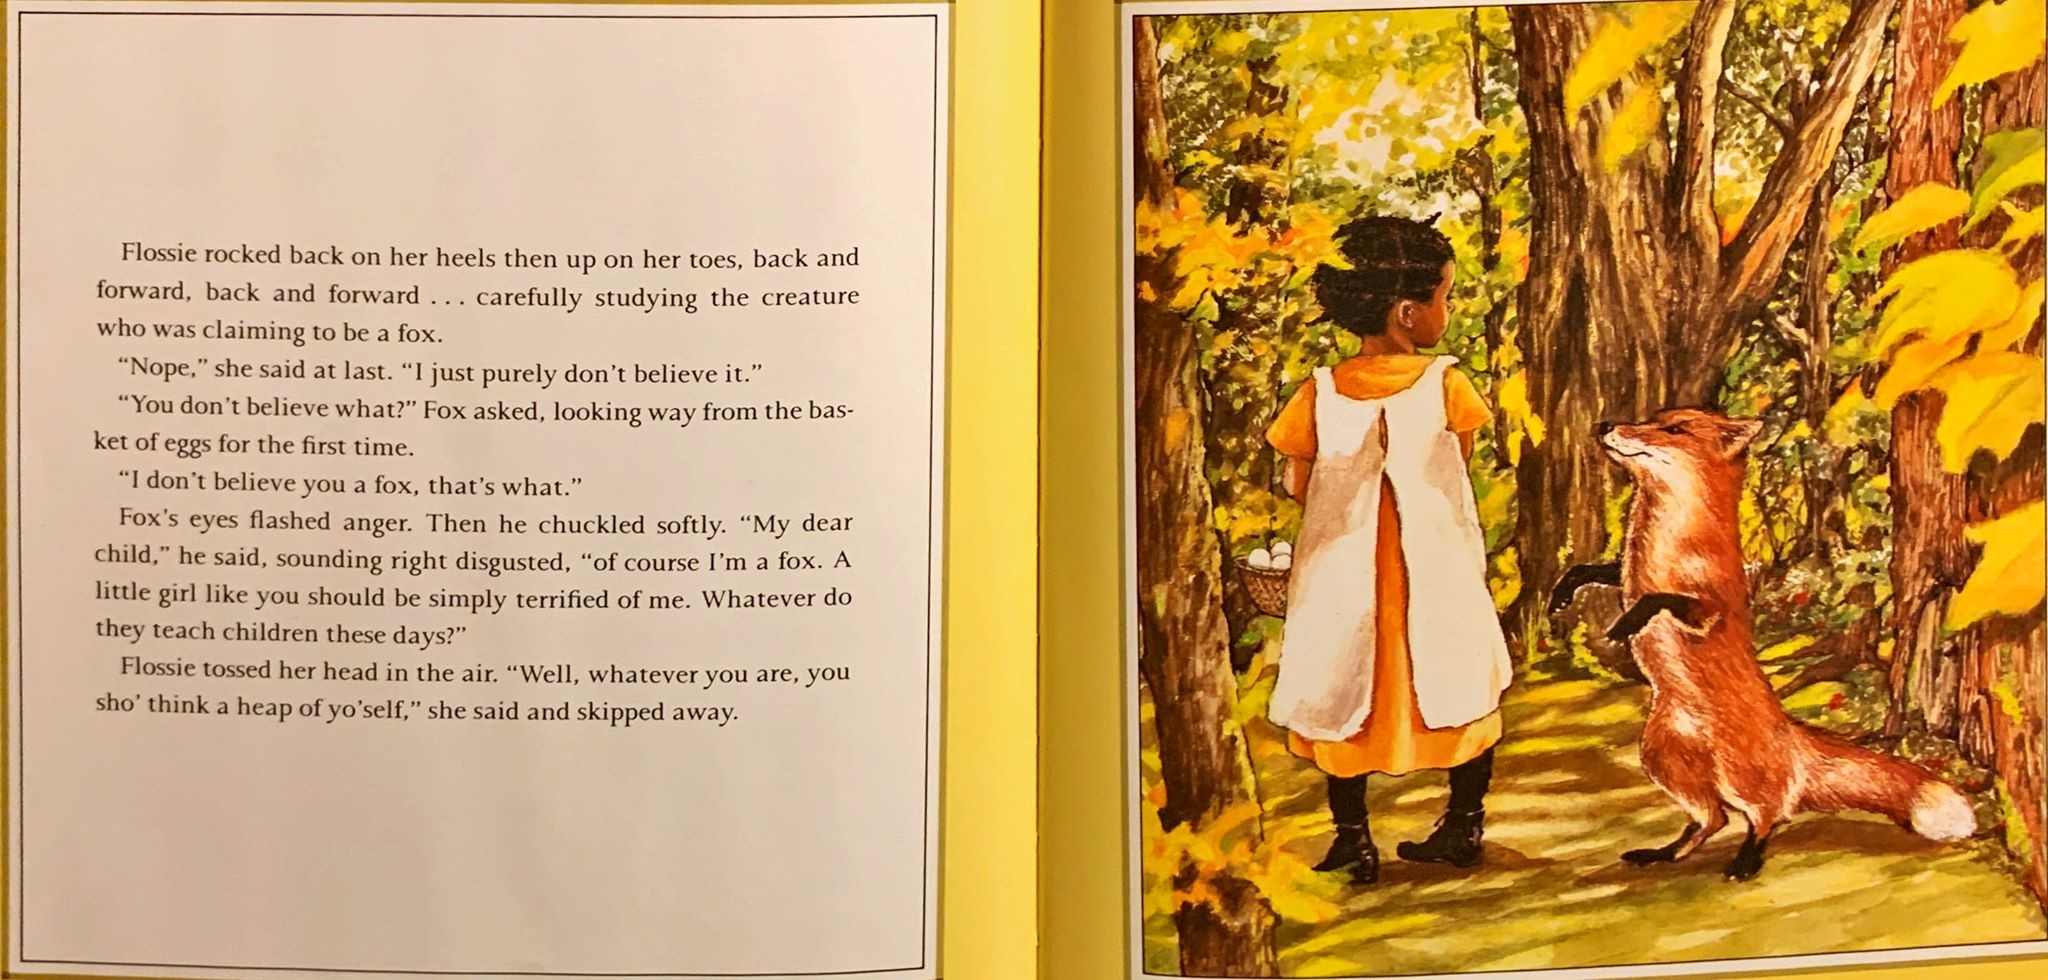 Flossie rocked back on her heels then up on her toes, back and
forward, back and forward . . . carefully studying the creature
who was claiming to be a fox.
“Nope,” she said at last. “I just purely don't believe it.”
“You don't believe what?” Fox asked, looking way from the bas-
ket of eggs for the first time.
“I don't believe you a fox, that's what.”
Fox's eyes flashed anger. Then he chuckled softly. “My dear
child,” he said, sounding right disgusted, “of course I'm a fox. A
little girl like you should be simply terrified of me. Whatever do
they teach children these days?”
Flossie tossed her head in the air. “Well, whatever you are, you
sho' think a heap of yo'self,” she said and skipped away.